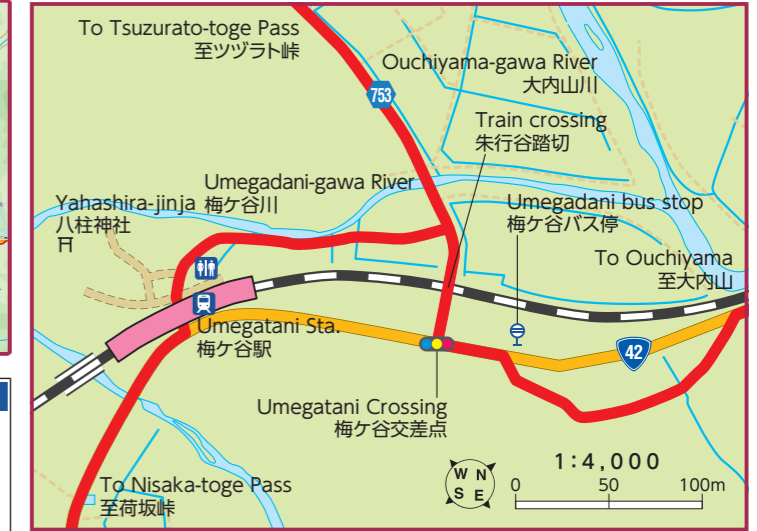 To Tsuzurato-toge Pass
至ツヅラト峠
Ouchiyama-gawa River
大内山川
753
Train crossing
朱行谷踏切
Umegadani-gawa River
梅ケ谷川
Yahashira-jinja
八柱神社
Umegadani bus stop
梅ケ谷バス停
To Ouchiyama
至大内山
Umegatani Sta.
梅ケ谷駅
42
Umegatani Crossing
梅ケ谷交差点
To Nisaka-toge Pass
至荷坂峠
W N
S E
1:4,000
0 50 100m